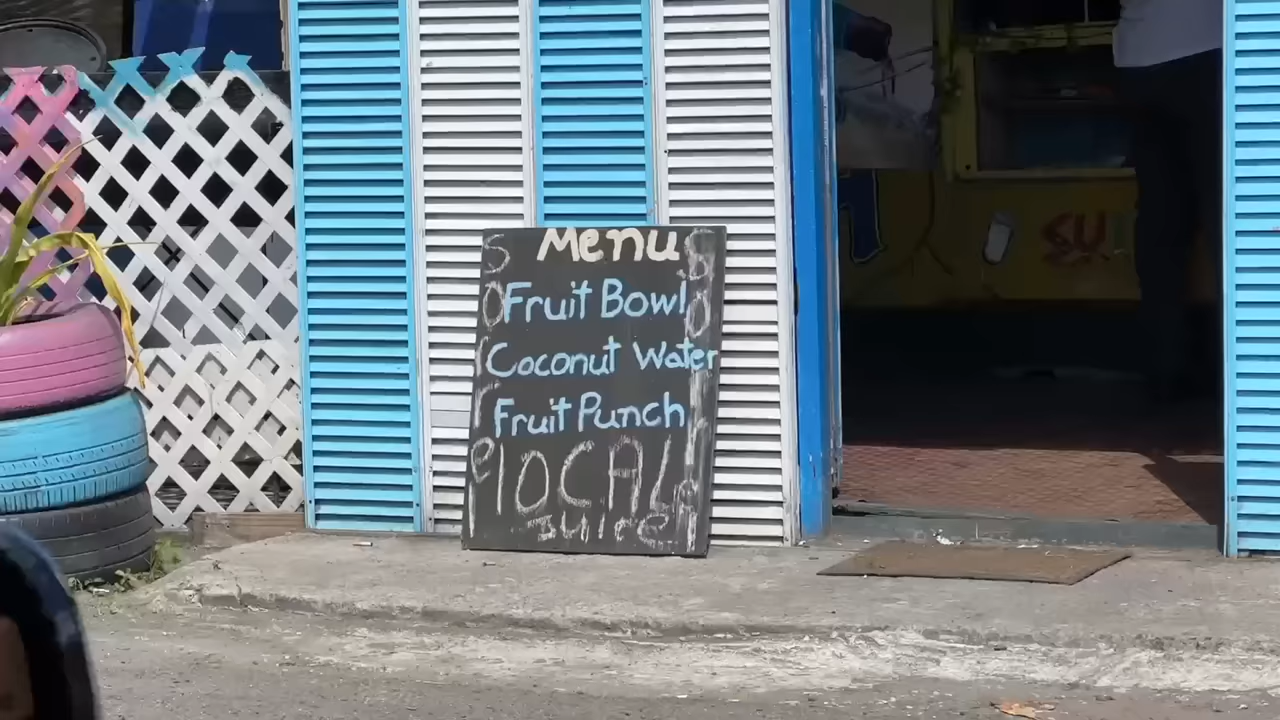 Menu
Fruit Bowl
Coconut Water
Fruit Punch
lOCAL
Juice